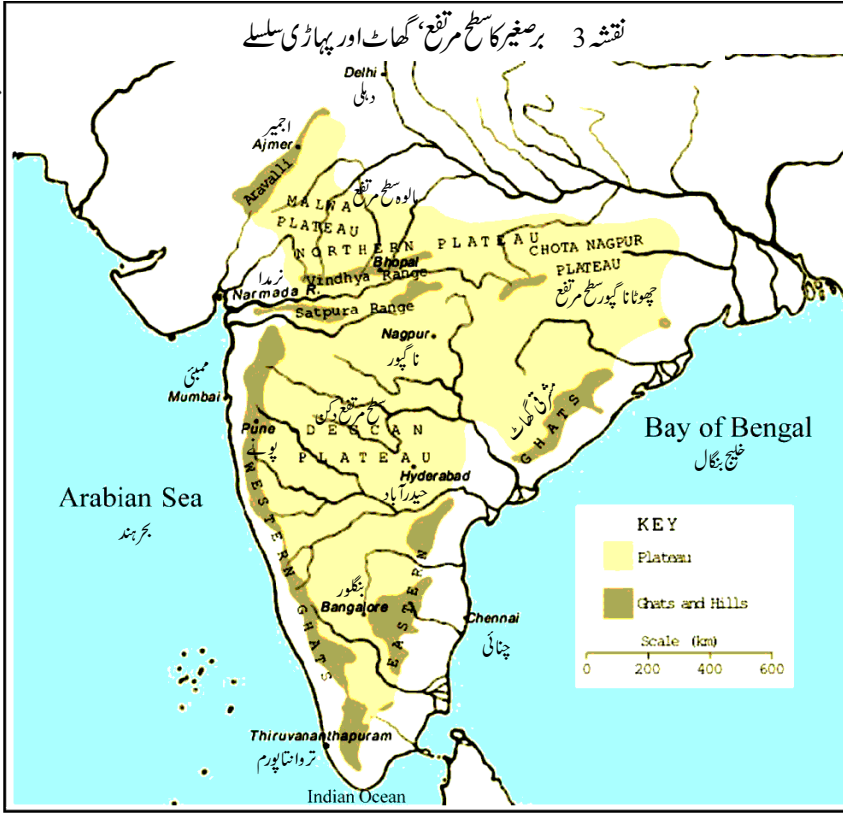 نقشہ 3 برصغیر کا سطح مرتفع، گھاٹ اور پہاڑی سلسلے
Delhi
دہلی
اجمیر
Ajmer
Aravalli
مالوہ سطح مرتفع
MALWA
PLATEAU
NORTHERN PLATEAU
CHOTA NAGPUR
PLATEAU
چھوٹا ناگپور سطح مرتفع
Bhopal
Vindhya Range
نرمدا
Narmada R.
Satpura Range
Nagpur
ناگپور
ممبئی
Mumbai
سطح مرتفع دکن
مشرقی گھاٹ
GHATS
Pune
پونے
DECCAN
PLATEAU
Hyderabad
حیدرآباد
Bay of Bengal
خلیج بنگال
Arabian Sea
بحر ہند
WESTERN GHATS
EASTERN
بنگلور
Bangalore
Chennai
چنائی
KEY
Plateau
Ghats and Hills
Scale (km)
0 200 400 600
Thiruvananthapuram
تروانتاپورم
Indian Ocean